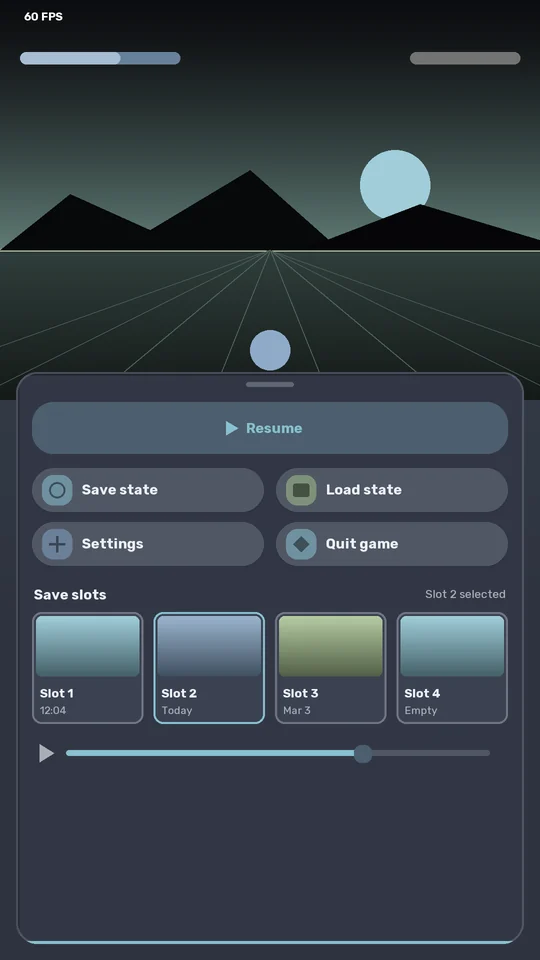 60 FPS
Resume
Save state
Load state
Settings
Quit game
Save slots
Slot 2 selected
Slot 1
12:04
Slot 2
Today
Slot 3
Mar 3
Slot 4
Empty